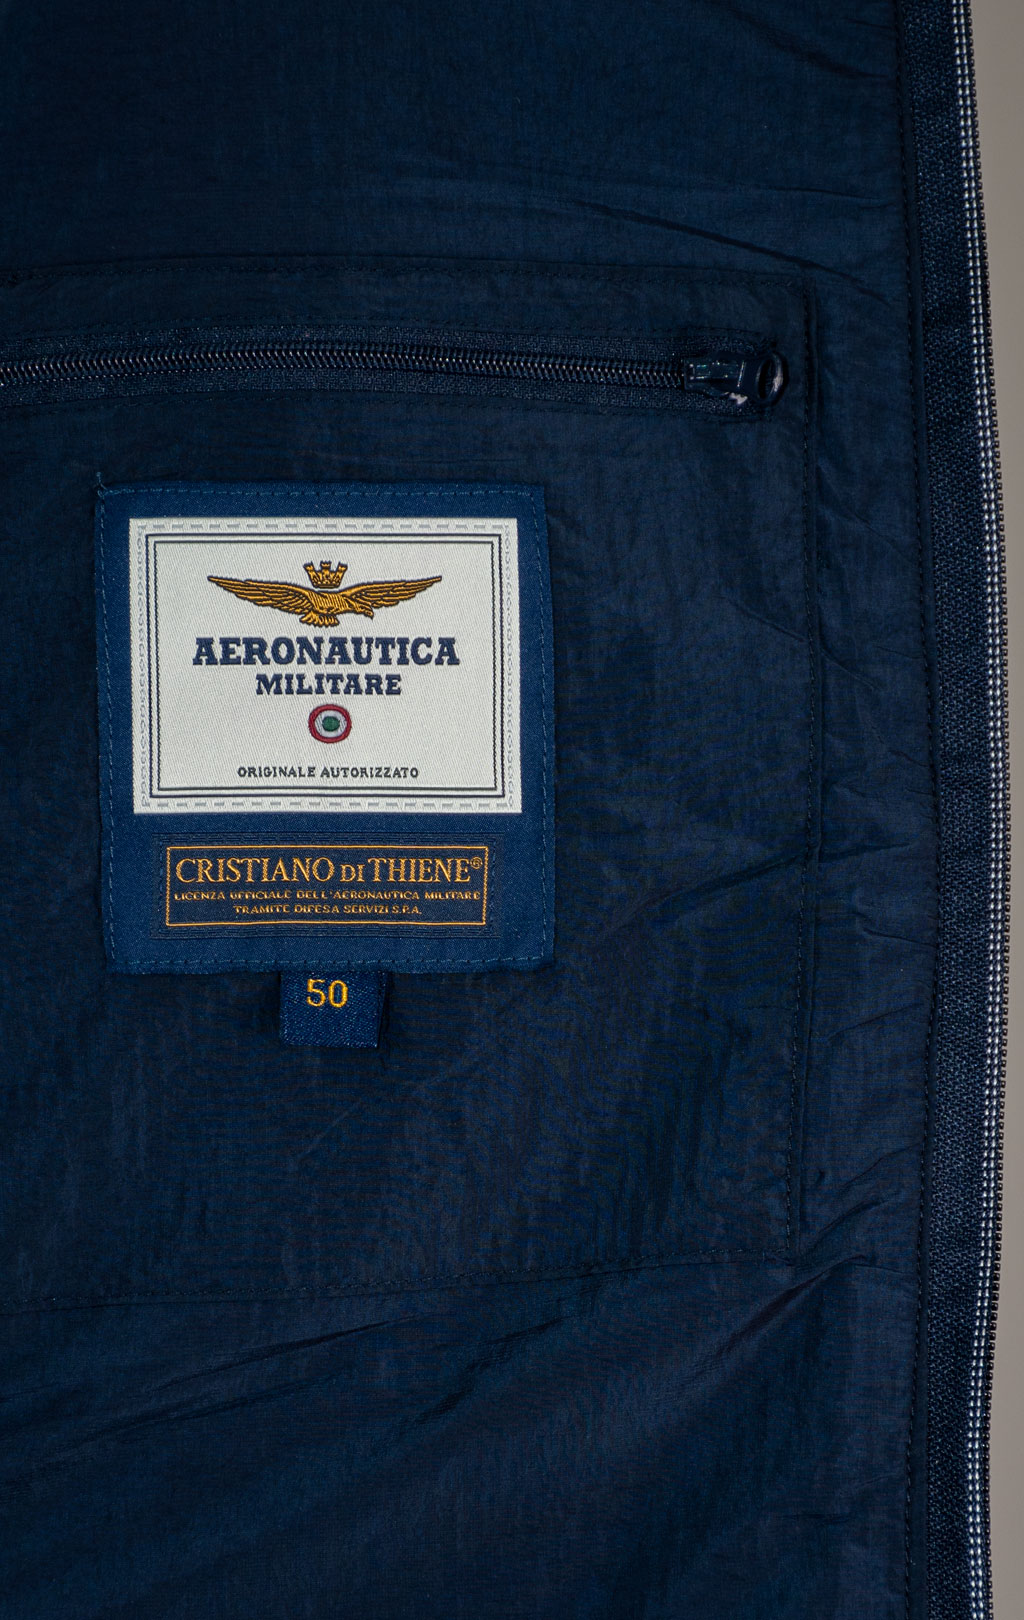 AERONAUTICA
MILITARE
ORIGINALE AUTORIZZATO
CRISTIANO DI THIENE®
LICENZA UFFICIALE DELL'AERONAUTICA MILITARE
TRAMITE DIFESA SERVIZI S.P.A.
50